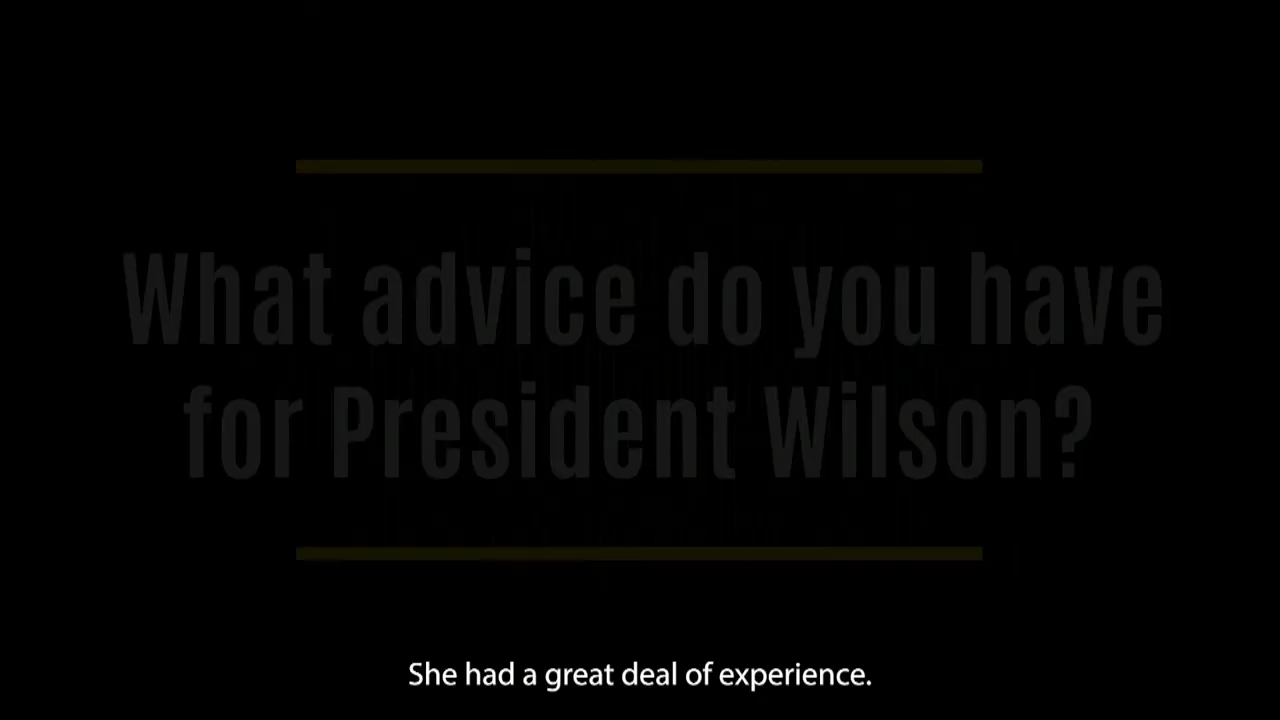 What advice do you have
for President Wilson?
She had a great deal of experience.